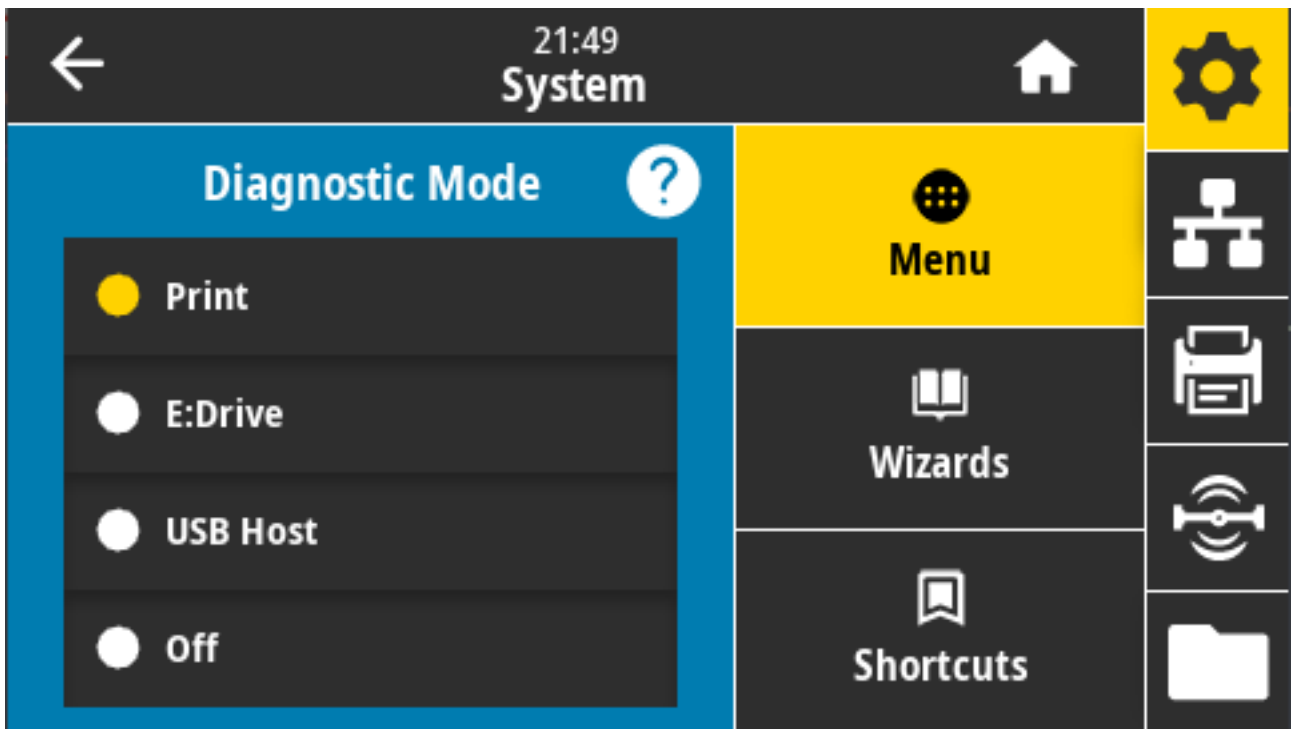 21:49
System
Diagnostic Mode
?
Print
E:Drive
USB Host
Off
Menu
Wizards
Shortcuts